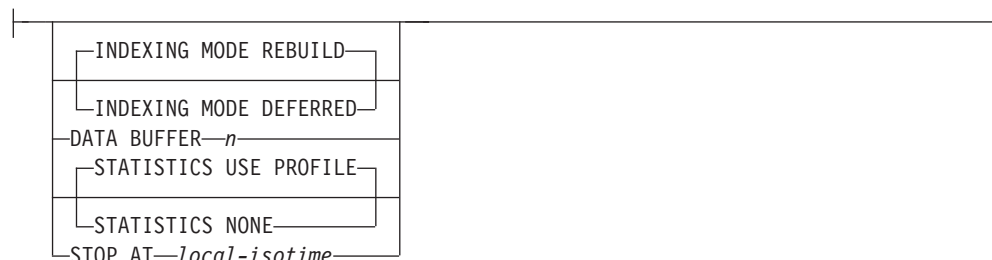 INDEXING MODE REBUILD
INDEXING MODE DEFERRED
DATA BUFFER n
STATISTICS USE PROFILE
STATISTICS NONE
STOP AT local-isotime